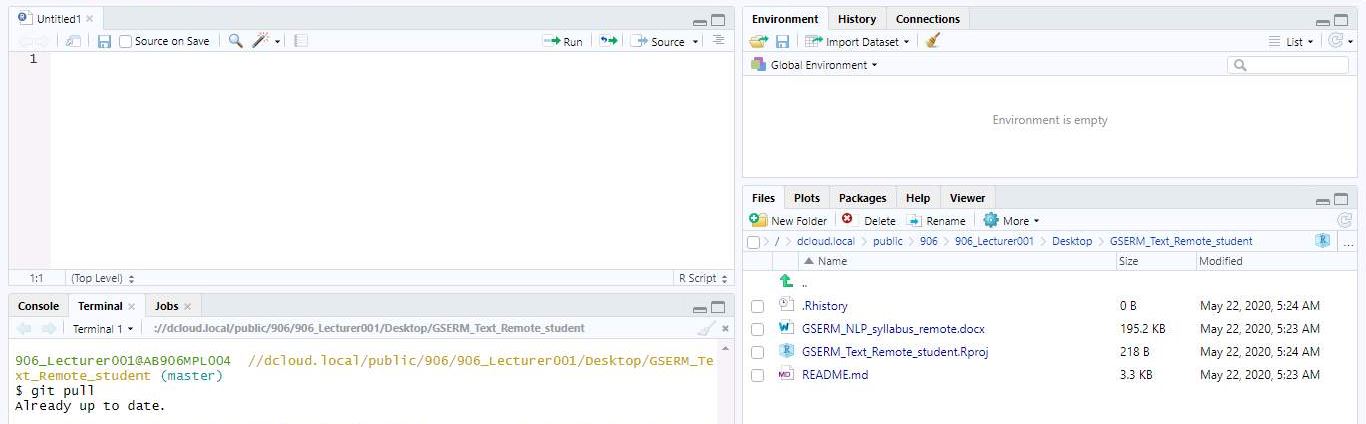 Untitled1
Source on Save
Run
Source
1
1:1 (Top Level) R Script
Console Terminal Jobs
Terminal 1 ://dcloud.local/public/906/906_Lecturer001/Desktop/GSERM_Text_Remote_student
906_Lecturer001@AB906MPL004 //dcloud.local/public/906/906_Lecturer001/Desktop/GSERM_Te
xt_Remote_student (master)
$ git pull
Already up to date.
Environment History Connections
Import Dataset List
Global Environment
Environment is empty
Files Plots Packages Help Viewer
New Folder Delete Rename More
/ dcloud.local public 906 906_Lecturer001 Desktop GSERM_Text_Remote_student ...
Name Size Modified
..
.Rhistory 0 B May 22, 2020, 5:24 AM
GSERM_NLP_syllabus_remote.docx 195.2 KB May 22, 2020, 5:23 AM
GSERM_Text_Remote_student.Rproj 218 B May 22, 2020, 5:24 AM
README.md 3.3 KB May 22, 2020, 5:23 AM